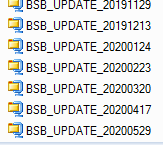 BSB_UPDATE_20191129
BSB_UPDATE_20191213
BSB_UPDATE_20200124
BSB_UPDATE_20200223
BSB_UPDATE_20200320
BSB_UPDATE_20200417
BSB_UPDATE_20200529